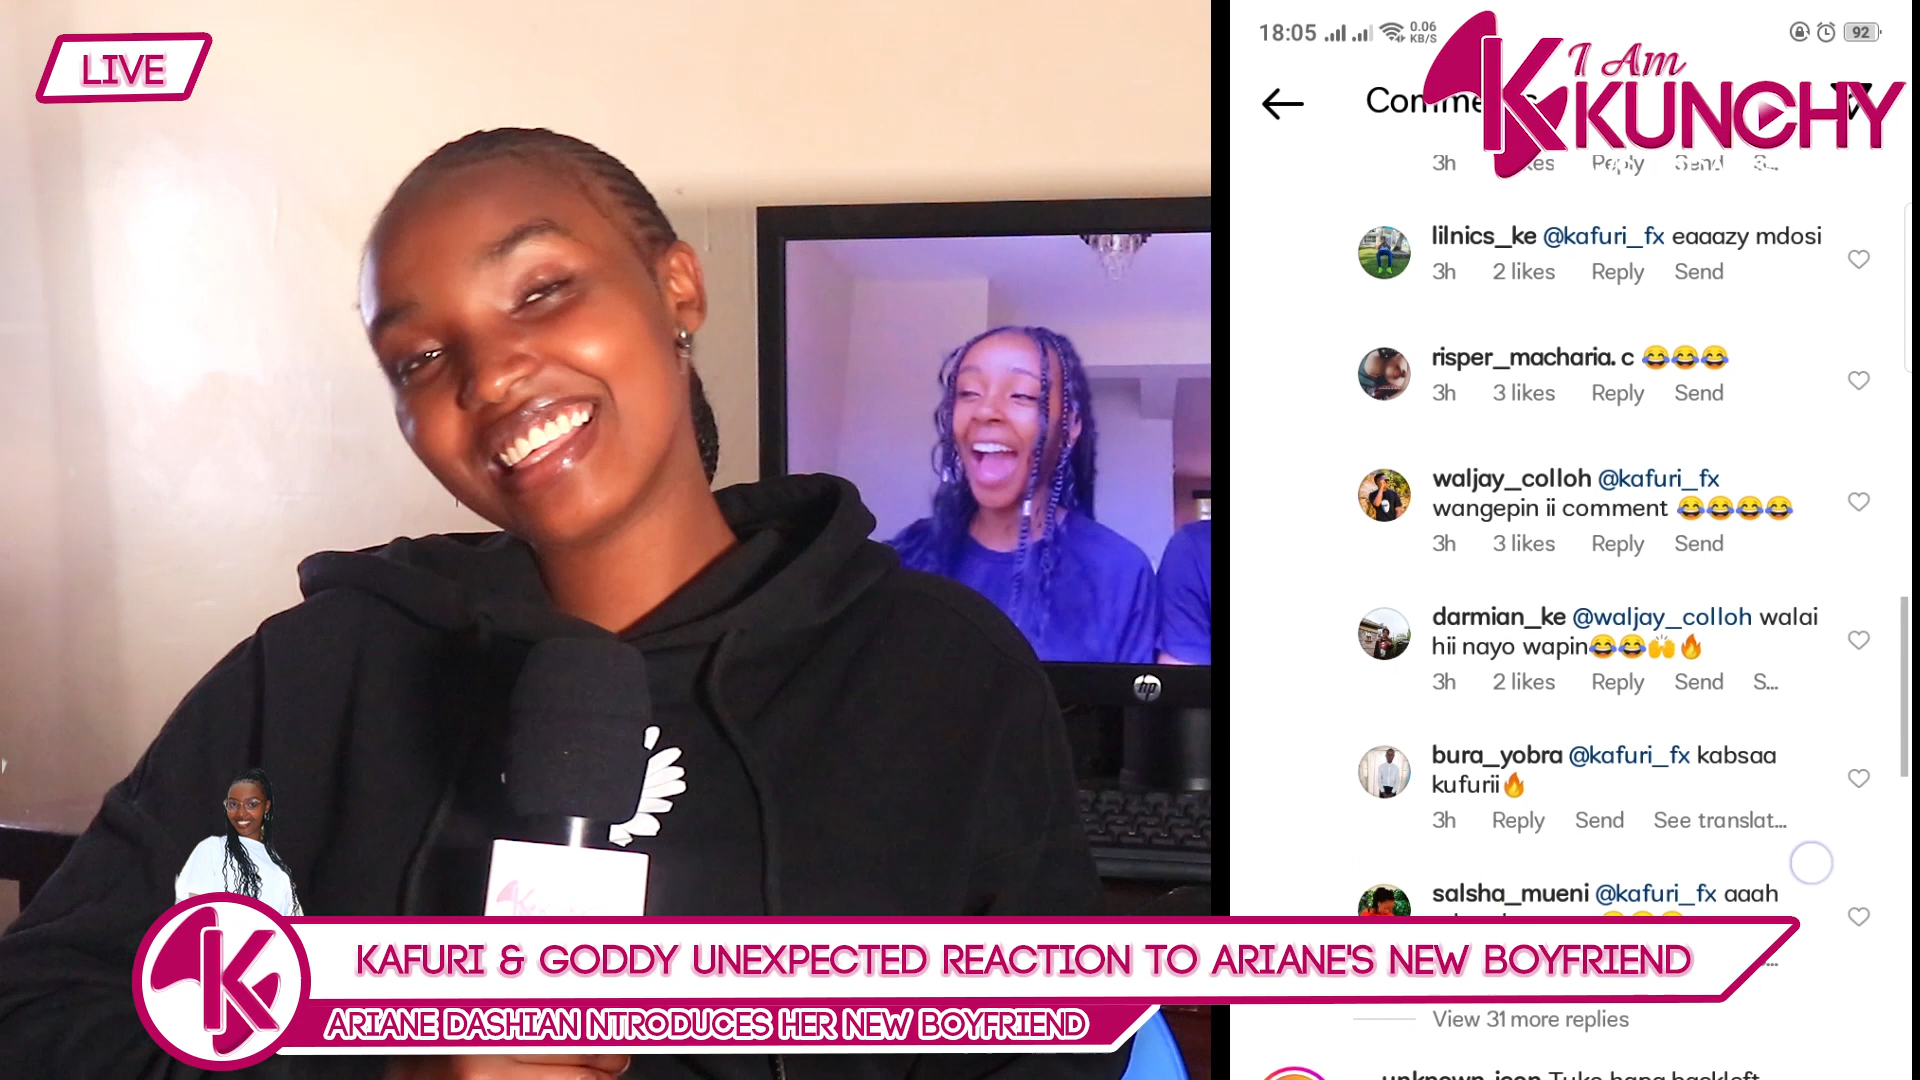 LIVE
18:05
0.06
KB/S
92
I Am
KUNCHY
3h Reply Send S...
lilnics_ke @kafuri_fx eaaazy mdosi
3h 2 likes Reply Send
risper_macharia. c 😂😂😂
3h 3 likes Reply Send
waljay_colloh @kafuri_fx
wangepin ii comment 😂😂😂😂
3h 3 likes Reply Send
darmian_ke @waljay_colloh walai
hii nayo wapin😂😂🙌🔥
3h 2 likes Reply Send S...
bura_yobra @kafuri_fx kabsaa
kufurii🔥
3h Reply Send See translat...
salsha_mueni @kafuri_fx aaah
View 31 more replies
hp
K
KAFURI & GODDY UNEXPECTED REACTION TO ARIANE'S NEW BOYFRIEND
ARIANE DASHIAN NTRODUCES HER NEW BOYFRIEND